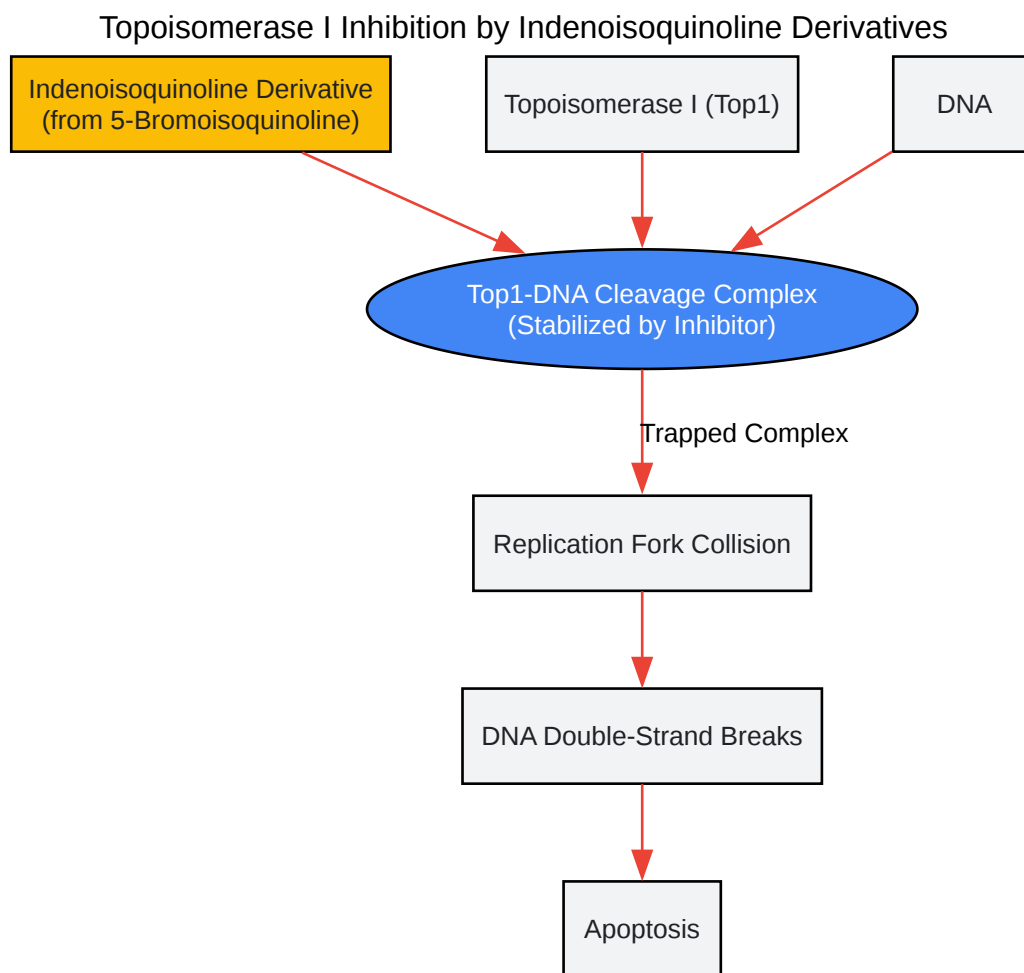 Topoisomerase I Inhibition by Indenoisoquinoline Derivatives
Indenoisoquinoline Derivative
(from 5-Bromoisoquinoline)
Topoisomerase I (Top1)
DNA
Top1-DNA Cleavage Complex
(Stabilized by Inhibitor)
Trapped Complex
Replication Fork Collision
DNA Double-Strand Breaks
Apoptosis